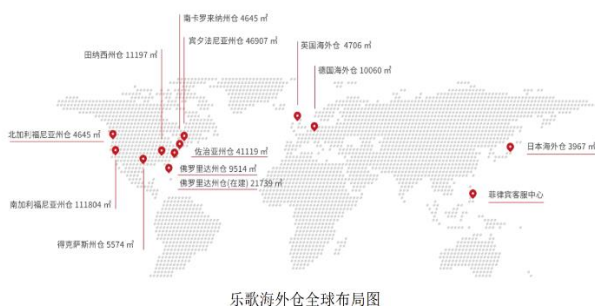 南卡罗来纳州仓 4645 ㎡
宾夕法尼亚州仓 46907 ㎡
田纳西州仓 11197 ㎡
英国海外仓 4706 ㎡
德国海外仓 10060 ㎡
北加利福尼亚州仓 4645 ㎡
佐治亚州仓 41119 ㎡
日本海外仓 3967 ㎡
佛罗里达州仓 9514 ㎡
佛罗里达州仓(在建) 21739 ㎡
菲律宾客服中心
南加利福尼亚州仓 111804 ㎡
得克萨斯州仓 5574 ㎡
乐歌海外仓全球布局图